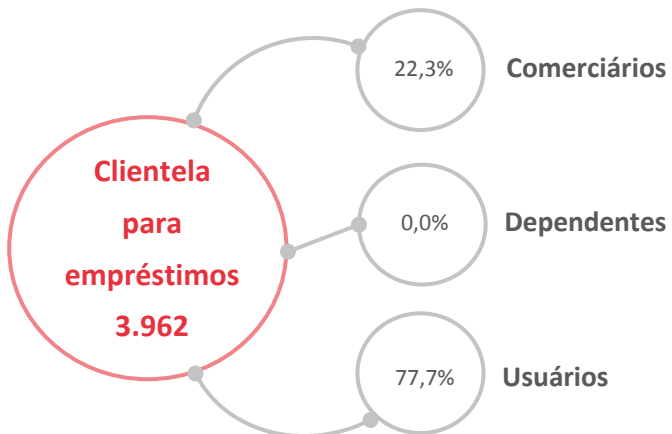 Clientela
para
empréstimos
3.962
22,3%
Comerciários
0,0%
Dependentes
77,7%
Usuários